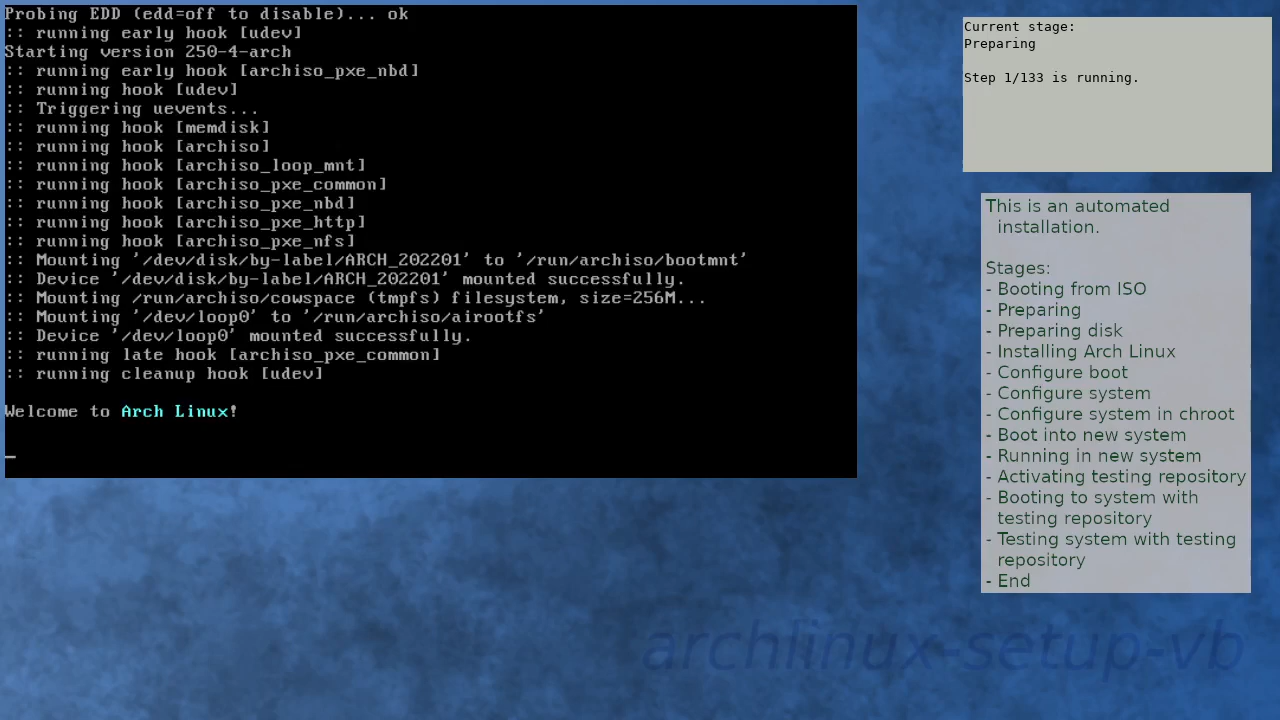 Probing EDD (edd=off to disable)... ok
:: running early hook [udev]
Starting version 250-4-arch
:: running early hook [archiso_pxe_nbd]
:: running hook [udev]
:: Triggering uevents...
:: running hook [memdisk]
:: running hook [archiso]
:: running hook [archiso_loop_mnt]
:: running hook [archiso_pxe_common]
:: running hook [archiso_pxe_nbd]
:: running hook [archiso_pxe_http]
:: running hook [archiso_pxe_nfs]
:: Mounting '/dev/disk/by-label/ARCH_202201' to '/run/archiso/bootmnt'
:: Device '/dev/disk/by-label/ARCH_202201' mounted successfully.
:: Mounting /run/archiso/cowspace (tmpfs) filesystem, size=256M...
:: Mounting '/dev/loop0' to '/run/archiso/airootfs'
:: Device '/dev/loop0' mounted successfully.
:: running late hook [archiso_pxe_common]
:: running cleanup hook [udev]
Welcome to Arch Linux!
Current stage:
Preparing
Step 1/133 is running.
This is an automated
installation.
Stages:
- Booting from ISO
- Preparing
- Preparing disk
- Installing Arch Linux
- Configure boot
- Configure system
- Configure system in chroot
- Boot into new system
- Running in new system
- Activating testing repository
- Booting to system with
testing repository
- Testing system with testing
repository
- End
archlinux-setup-vb